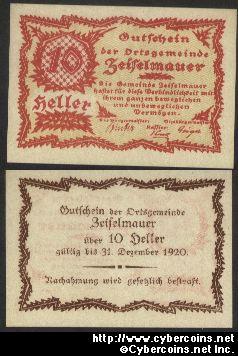 10
Heller
Gutschein
der Ortsgemeinde
Zeiselmauer
Die Gemeinde Zeiselmauer
haftet für diese Verbindlichkeit mit
ihrem ganzen beweglichen
und unbeweglichen
Vermögen.
Gutschein der Ortsgemeinde
Zeiselmauer
über 10 Heller
gültig bis 31. Dezember 1920.
Nachahmung wird gesetzlich bestraft.
http://www.cybercoins.net
©Cybercoins.net Inc.